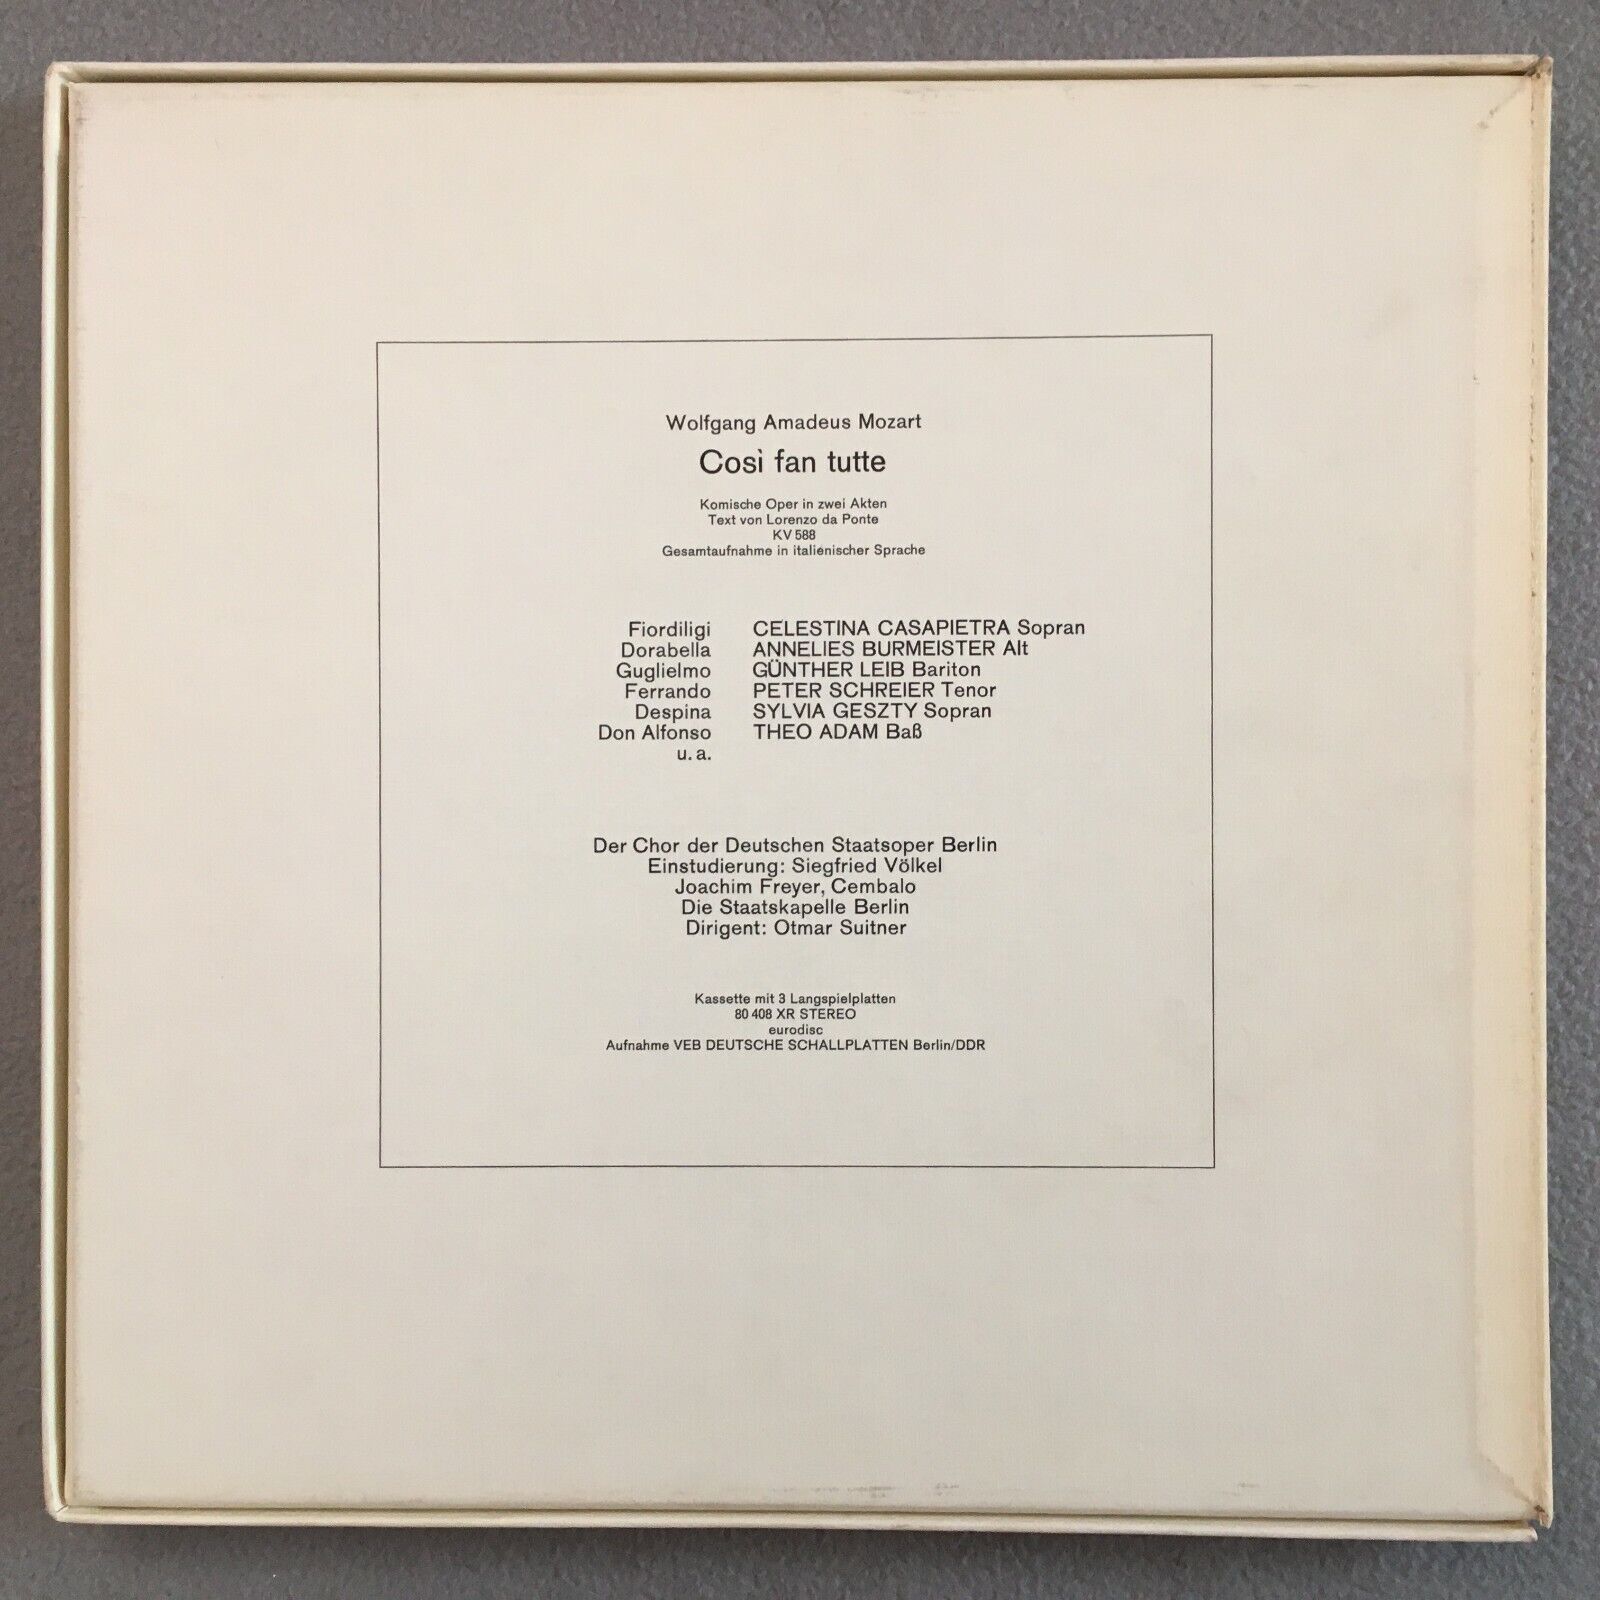 Wolfgang Amadeus Mozart
Così fan tutte
Komische Oper in zwei Akten
Text von Lorenzo da Ponte
KV 588
Gesamtaufnahme in italienischer Sprache
Fiordiligi CELESTINA CASAPIETRA Sopran
Dorabella ANNELIES BURMEISTER Alt
Guglielmo GÜNTHER LEIB Bariton
Ferrando PETER SCHREIER Tenor
Despina SYLVIA GESZTY Sopran
Don Alfonso THEO ADAM Baß
u. a.
Der Chor der Deutschen Staatsoper Berlin
Einstudierung: Siegfried Völkel
Joachim Freyer, Cembalo
Die Staatskapelle Berlin
Dirigent: Otmar Suitner
Kassette mit 3 Langspielplatten
80 408 XR STEREO
eurodisc
Aufnahme VEB DEUTSCHE SCHALLPLATTEN Berlin/DDR